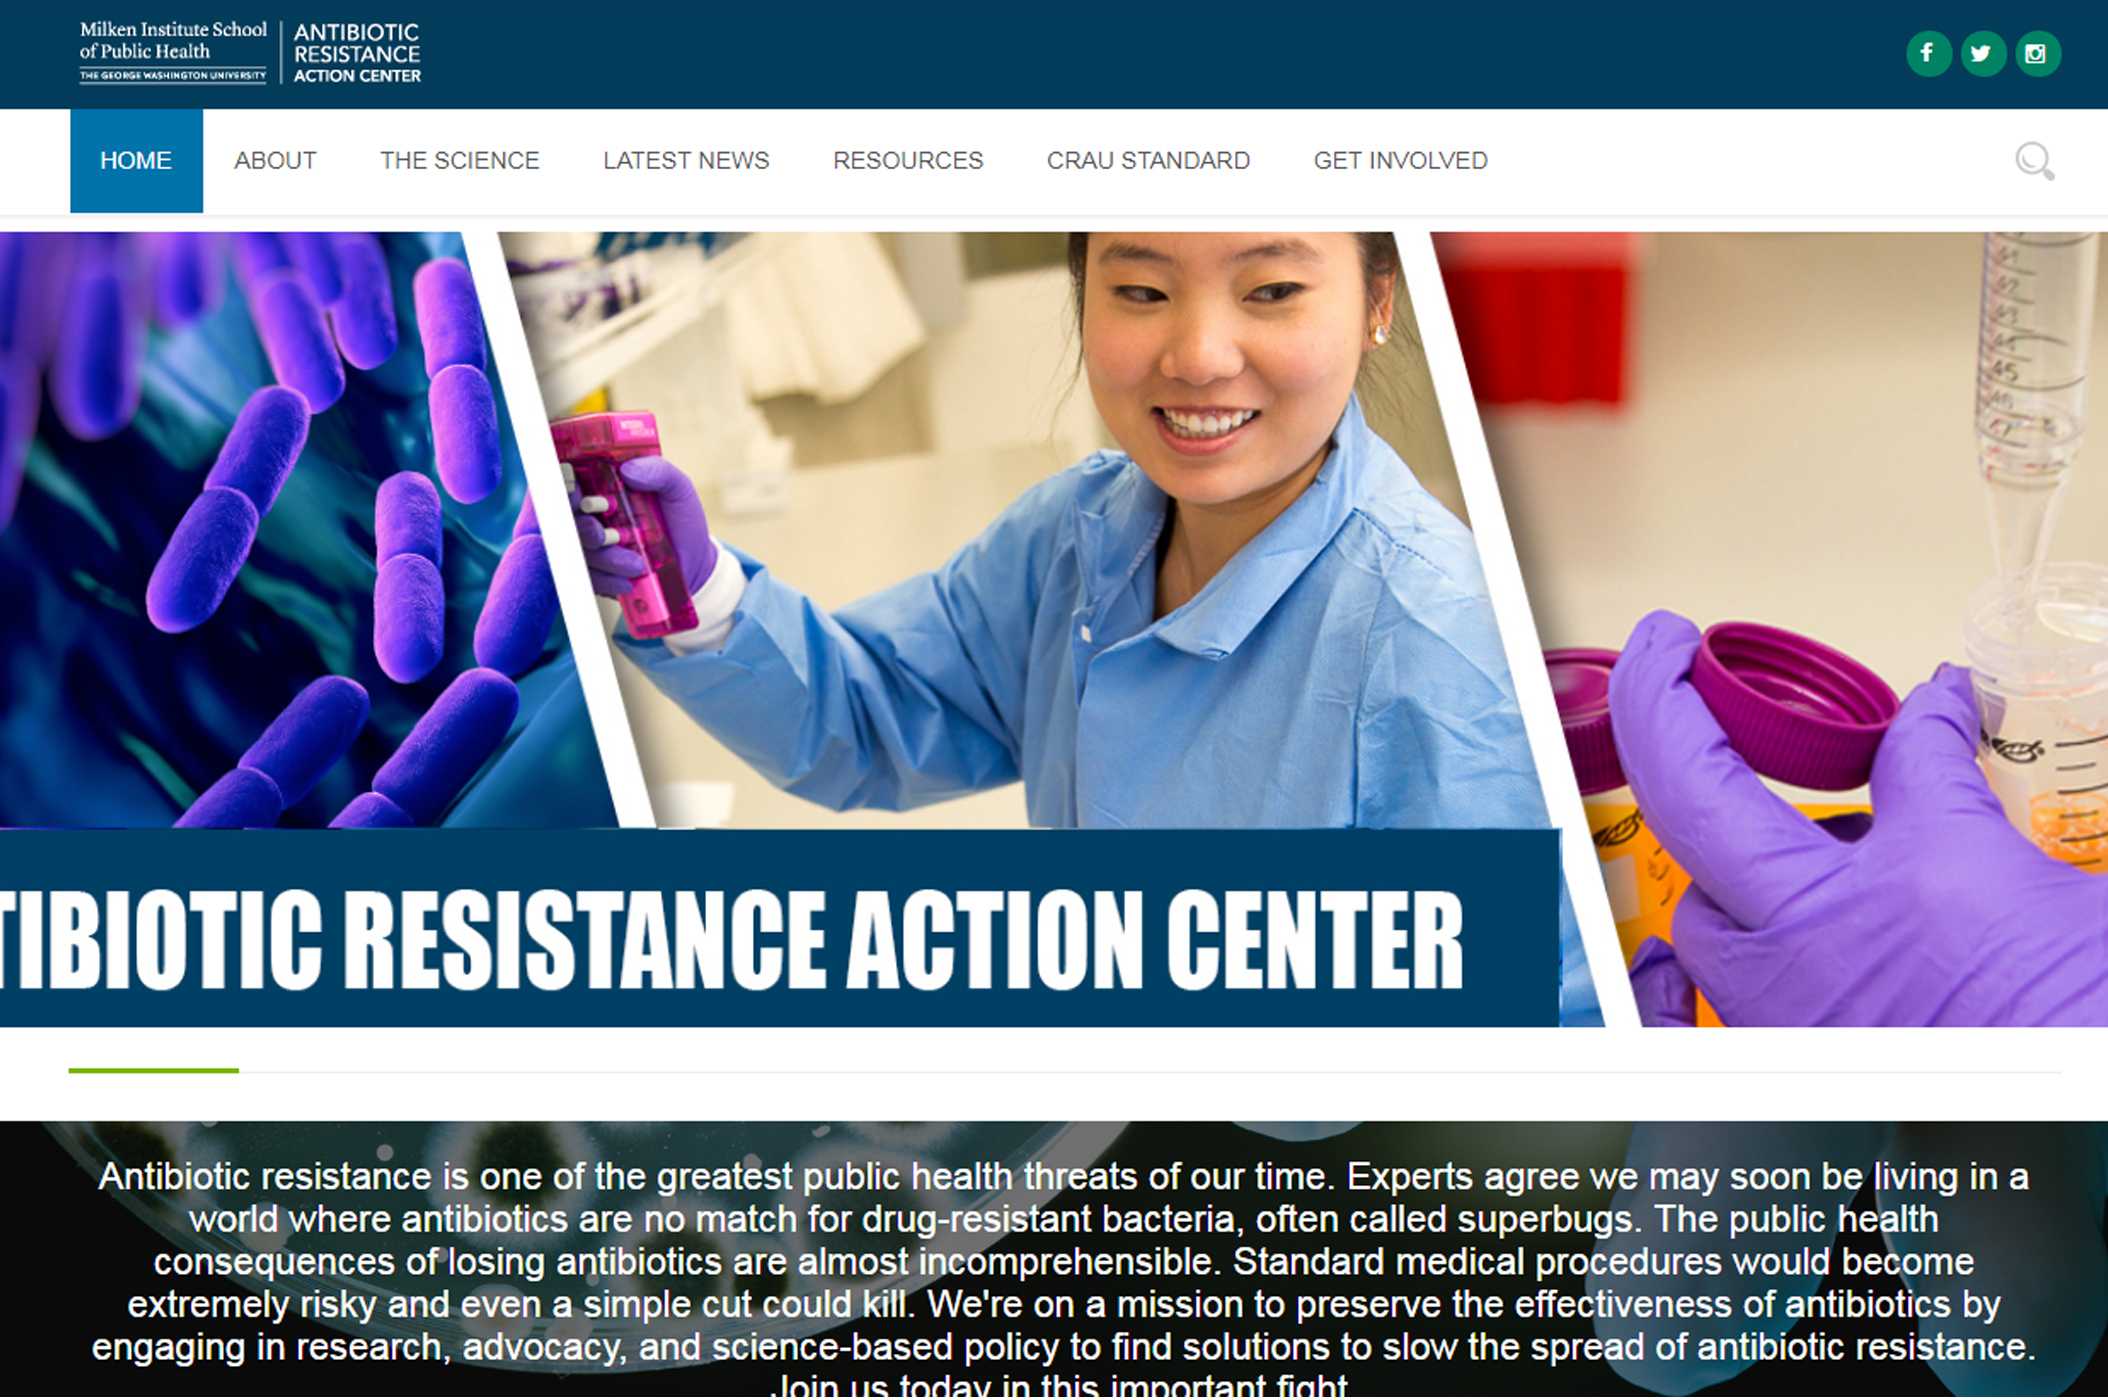 Milken Institute School
of Public Health
THE GEORGE WASHINGTON UNIVERSITY
ANTIBIOTIC
RESISTANCE
ACTION CENTER
HOME
ABOUT
THE SCIENCE
LATEST NEWS
RESOURCES
CRAU STANDARD
GET INVOLVED
45
TIBIOTIC RESISTANCE ACTION CENTER
Antibiotic resistance is one of the greatest public health threats of our time. Experts agree we may soon be living in a
world where antibiotics are no match for drug-resistant bacteria, often called superbugs. The public health
consequences of losing antibiotics are almost incomprehensible. Standard medical procedures would become
extremely risky and even a simple cut could kill. We're on a mission to preserve the effectiveness of antibiotics by
engaging in research, advocacy, and science-based policy to find solutions to slow the spread of antibiotic resistance.
Join us today in this important fight